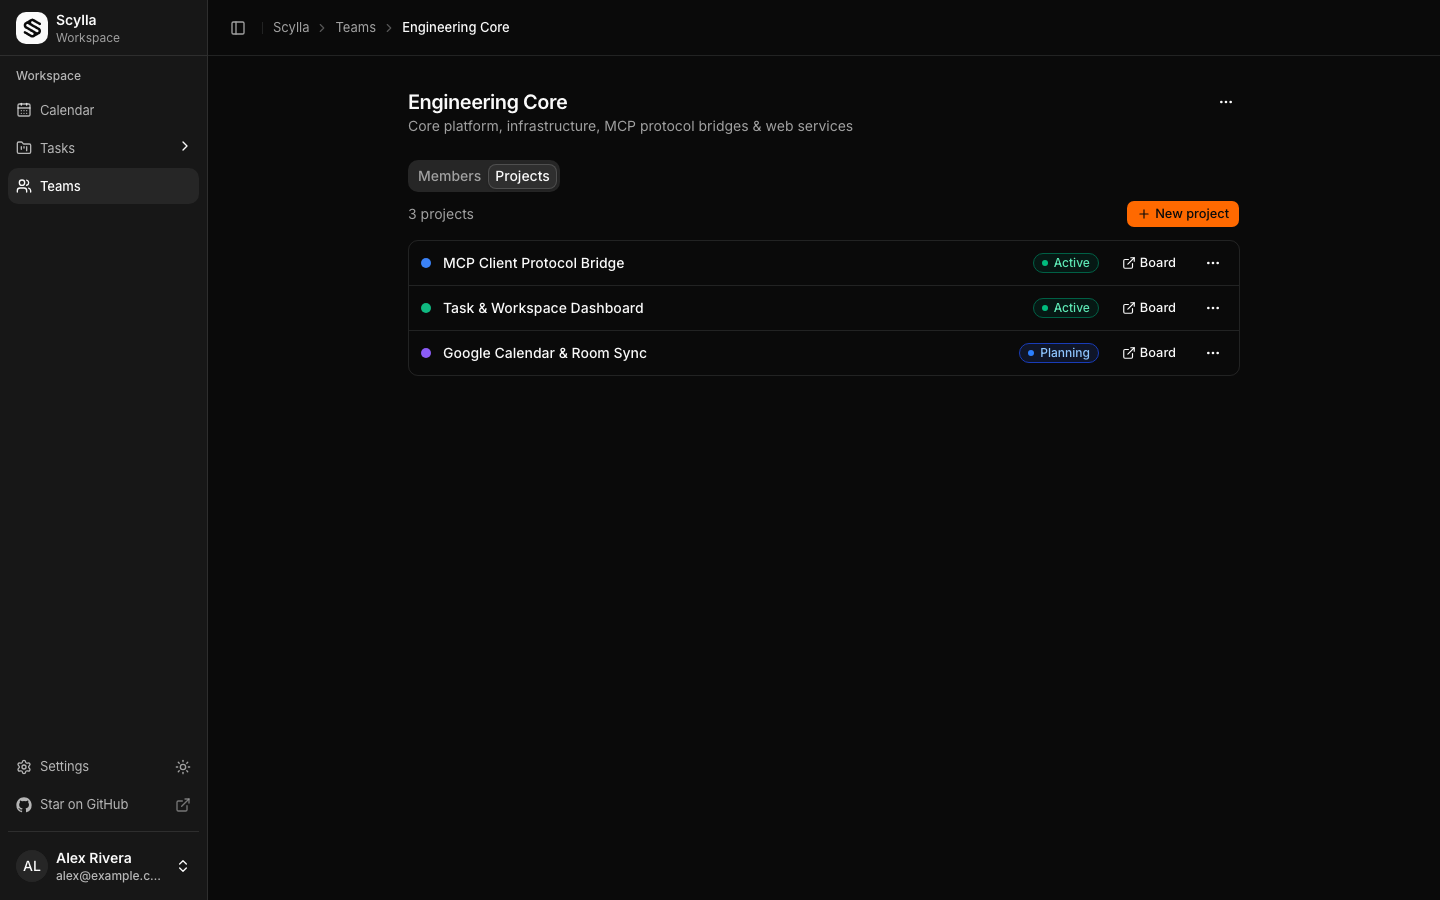 Scylla
Workspace
Workspace
Calendar
Tasks
Teams
Settings
Star on GitHub
AL
Alex Rivera
alex@example.c...
Scylla
Teams
Engineering Core
Engineering Core
Core platform, infrastructure, MCP protocol bridges & web services
Members Projects
3 projects
New project
MCP Client Protocol Bridge Active Board
Task & Workspace Dashboard Active Board
Google Calendar & Room Sync Planning Board